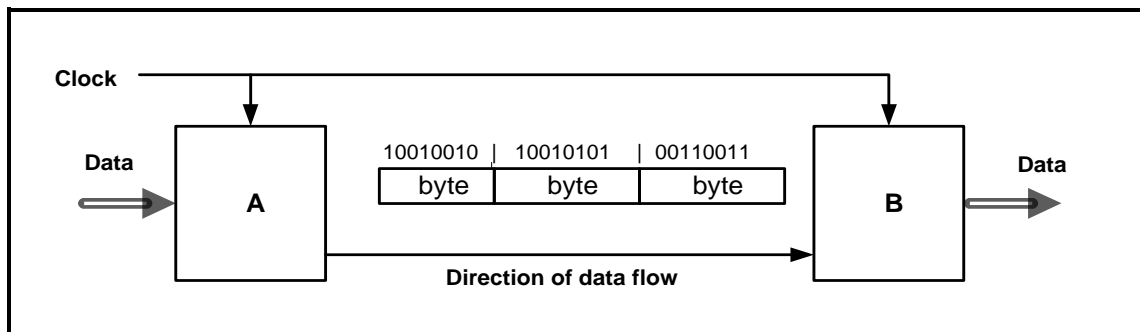 Clock
Data
10010010 | 10010101 | 00110011
Data
byte byte byte
A
B
Direction of data flow